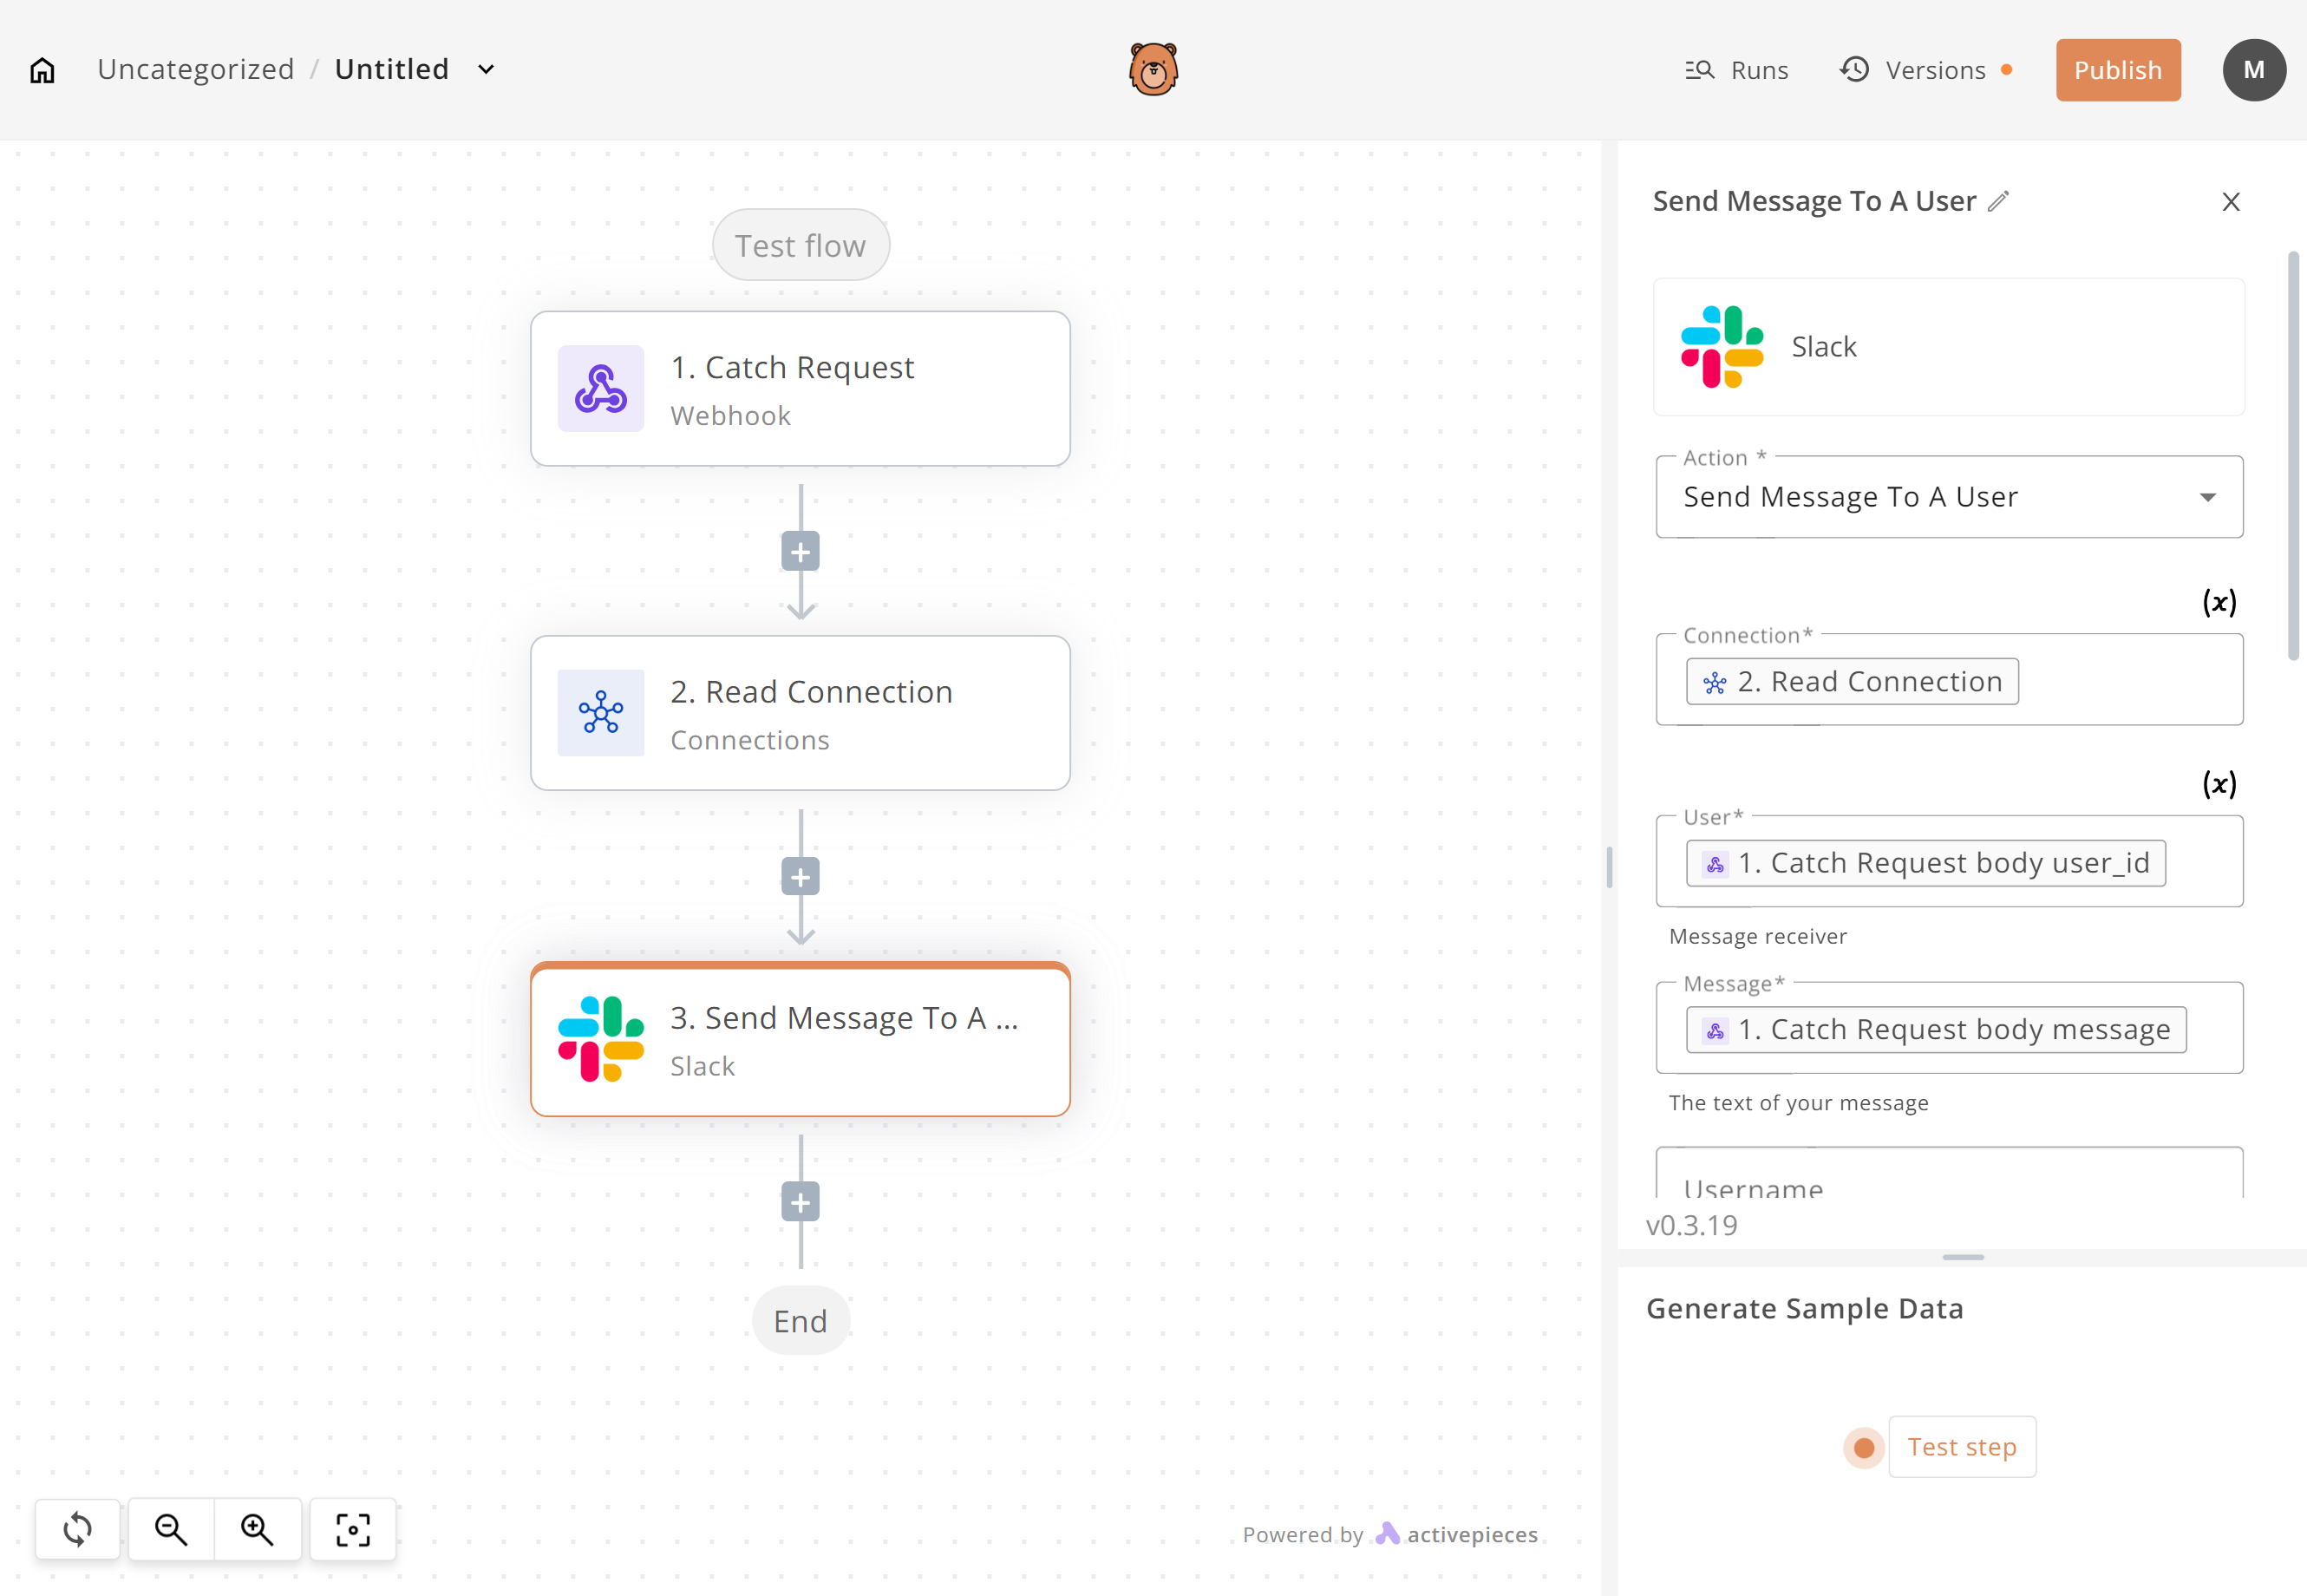 Uncategorized / Untitled
Runs
Versions
Publish
M
Test flow
1. Catch Request
Webhook
2. Read Connection
Connections
3. Send Message To A ...
Slack
End
Powered by activepieces
Send Message To A User
Slack
Action *
Send Message To A User
(x)
Connection*
2. Read Connection
(x)
User*
1. Catch Request body user_id
Message receiver
Message*
1. Catch Request body message
The text of your message
Username
v0.3.19
Generate Sample Data
Test step